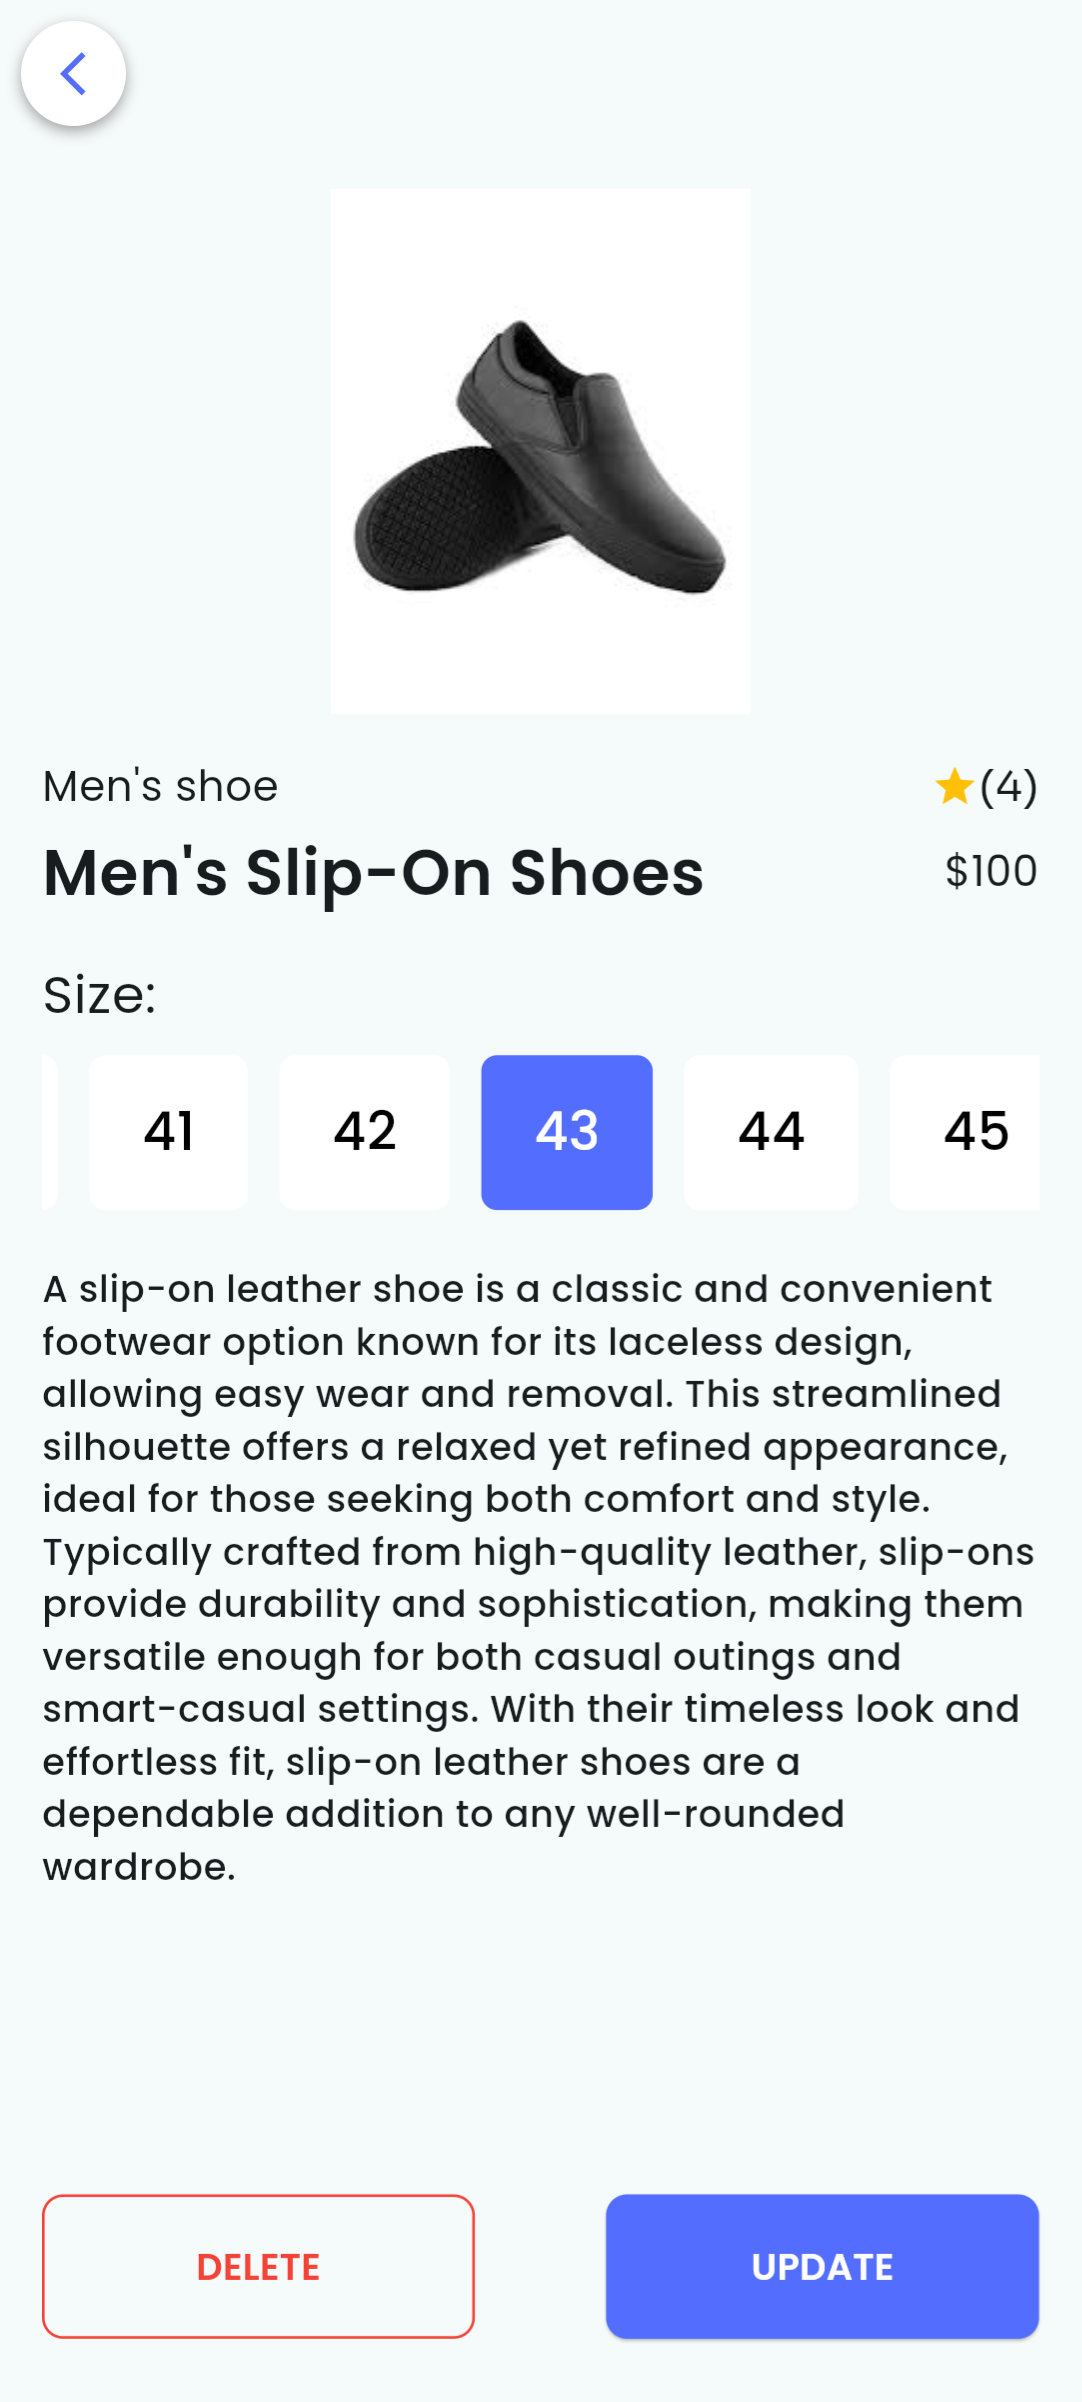 Men's shoe
(4)
Men's Slip-On Shoes
$100
Size:
41 42 43 44 45
A slip-on leather shoe is a classic and convenient
footwear option known for its laceless design,
allowing easy wear and removal. This streamlined
silhouette offers a relaxed yet refined appearance,
ideal for those seeking both comfort and style.
Typically crafted from high-quality leather, slip-ons
provide durability and sophistication, making them
versatile enough for both casual outings and
smart-casual settings. With their timeless look and
effortless fit, slip-on leather shoes are a
dependable addition to any well-rounded
wardrobe.
DELETE
UPDATE